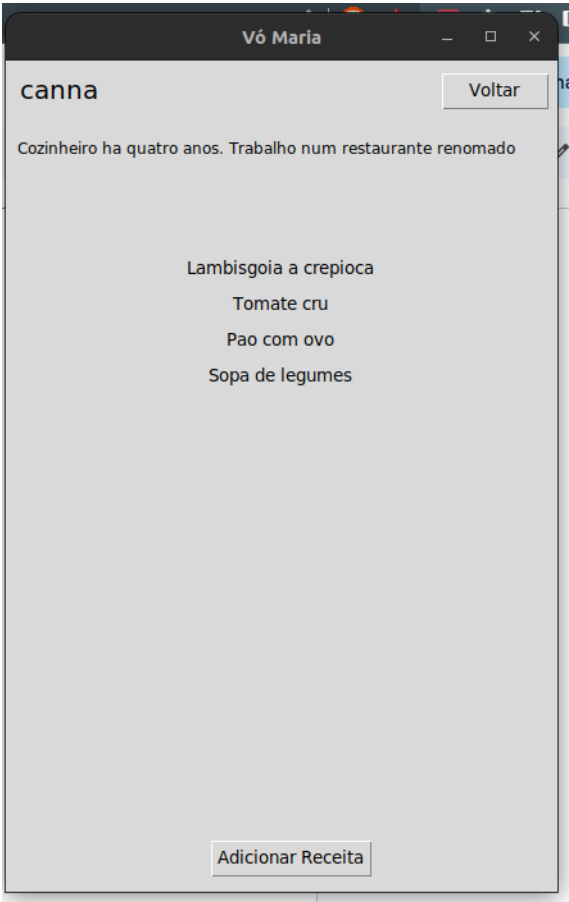 Vó Maria
canna
Voltar
Cozinheiro ha quatro anos. Trabalho num restaurante renomado
Lambisgoia a crepioca
Tomate cru
Pao com ovo
Sopa de legumes
Adicionar Receita